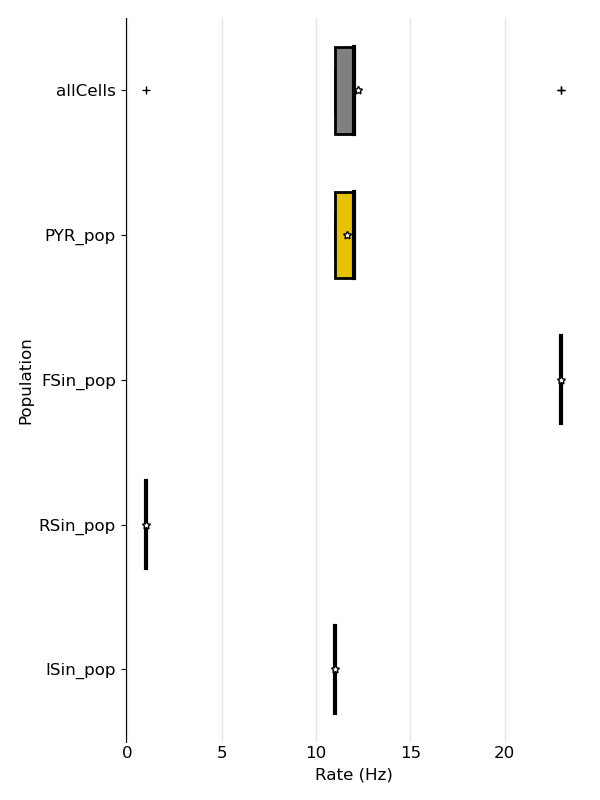 allCells
PYR_pop
FSin_pop
RSin_pop
ISin_pop
Population
0 5 10 15 20
Rate (Hz)